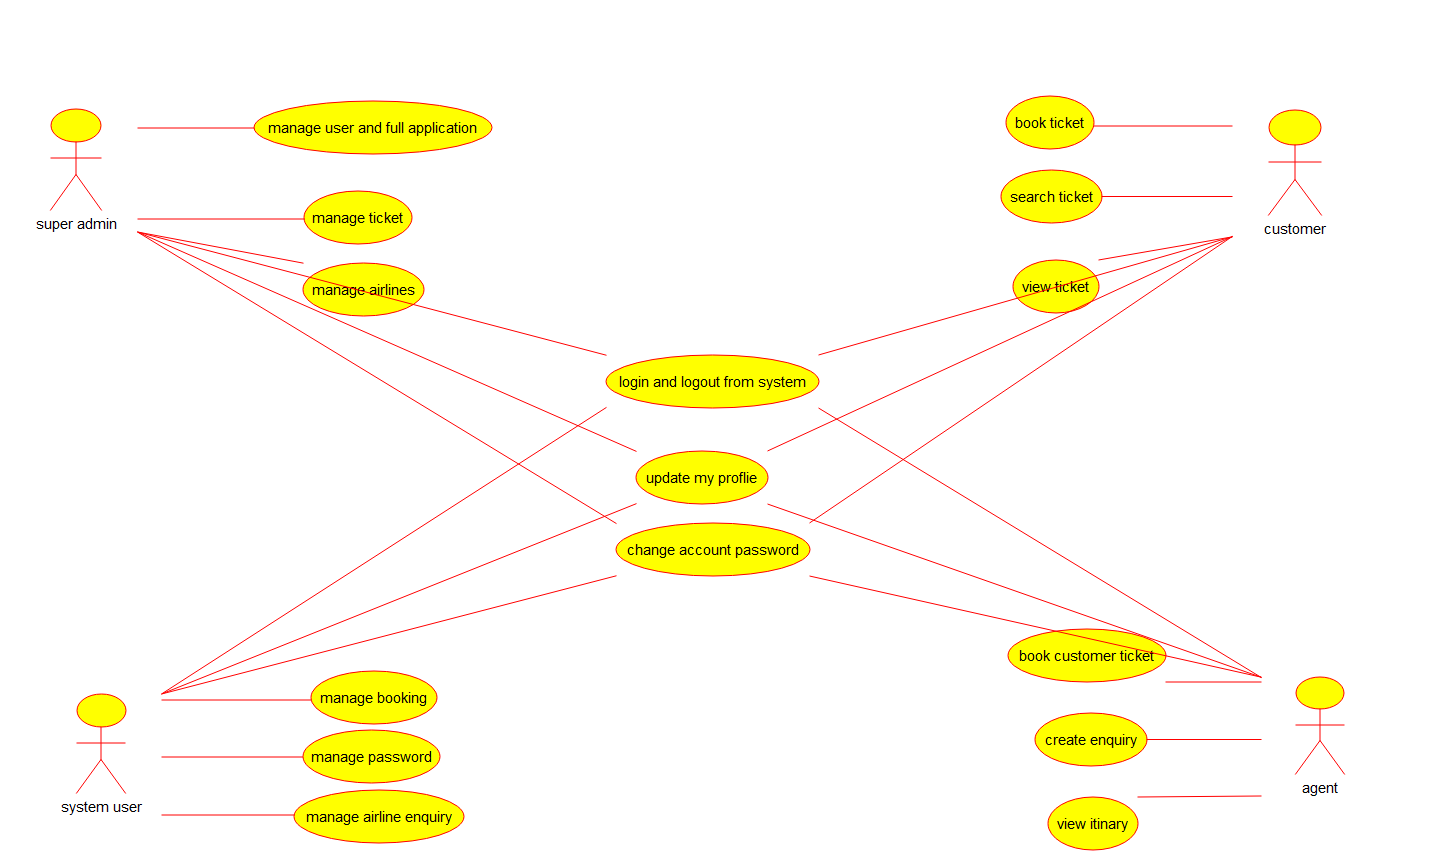 manage user and full application
book ticket
manage ticket
super admin
search ticket
customer
manage airlines
view ticket
login and logout from system
update my proflie
change account password
book customer ticket
manage booking
create enquiry
manage password
agent
system user
manage airline enquiry
view itinary